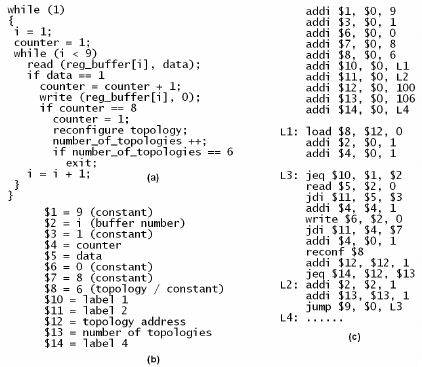 while (1)
{
i = 1;
counter = 1;
while (i < 9)
read (reg_buffer[i], data);
if data == 1
counter = counter + 1;
write (reg_buffer[i], 0);
if counter == 8
counter = 1;
reconfigure topology;
number_of_topologies ++;
if number_of_topologies == 6
exit;
i = i + 1;
}
}
(a)
$1 = 9 (constant)
$2 = i (buffer number)
$3 = 1 (constant)
$4 = counter
$5 = data
$6 = 0 (constant)
$7 = 8 (constant)
$8 = 6 (topology / constant)
$10 = label 1
$11 = label 2
$12 = topology address
$13 = number of topologies
$14 = label 4
(b)
addi $1, $0, 9
addi $3, $0, 1
addi $6, $0, 0
addi $7, $0, 8
addi $8, $0, 6
addi $10, $0, L1
addi $11, $0, L2
addi $12, $0, 100
addi $13, $0, 106
addi $14, $0, L4
L1: load $8, $12, 0
addi $2, $0, 1
addi $4, $0, 1
L3: jeq $10, $1, $2
read $5, $2, 0
jdi $11, $5, $3
addi $4, $4, 1
write $6, $2, 0
jdi $11, $4, $7
addi $4, $0, 1
reconf $8
addi $12, $12, 1
jeq $14, $12, $13
L2: addi $2, $2, 1
addi $13, $13, 1
jump $9, $0, L3
L4: ......
(c)